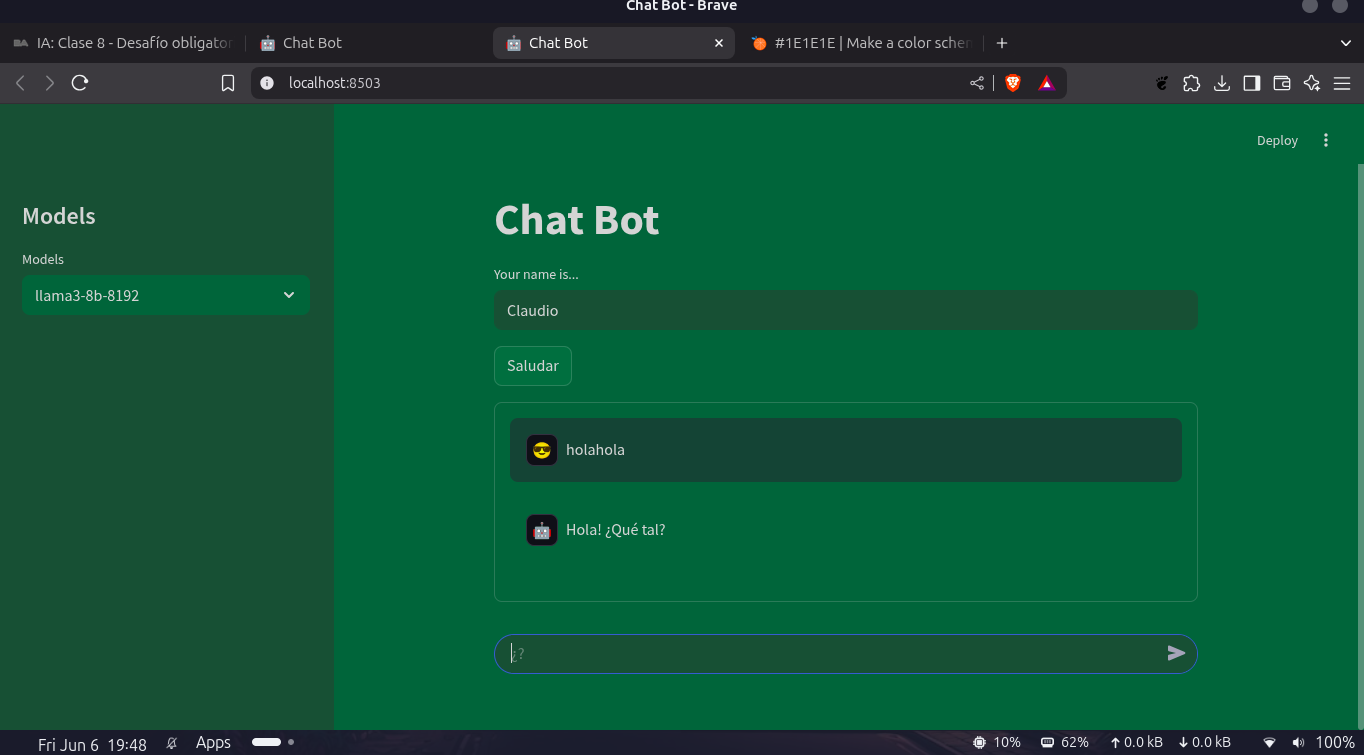 Chat Bot - Brave
IA: Clase 8 - Desafío obligator
Chat Bot
Chat Bot
#1E1E1E | Make a color schem
localhost:8503
Deploy
Models
Models
llama3-8b-8192
Chat Bot
Your name is...
Claudio
Saludar
holahola
Hola! ¿Qué tal?
¿?
Fri Jun 6 19:48
Apps
10%
62%
0.0 kB
0.0 kB
100%